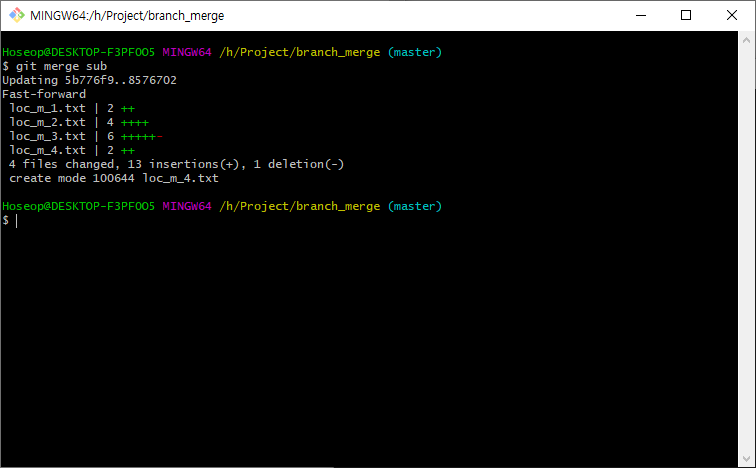 MINGW64:/h/Project/branch_merge
Hoseop@DESKTOP-F3PF0O5 MINGW64 /h/Project/branch_merge (master)
$ git merge sub
Updating 5b776f9..8576702
Fast-forward
 loc_m_1.txt | 2 ++
 loc_m_2.txt | 4 ++++
 loc_m_3.txt | 6 +++++-
 loc_m_4.txt | 2 ++
 4 files changed, 13 insertions(+), 1 deletion(-)
 create mode 100644 loc_m_4.txt
Hoseop@DESKTOP-F3PF0O5 MINGW64 /h/Project/branch_merge (master)
$